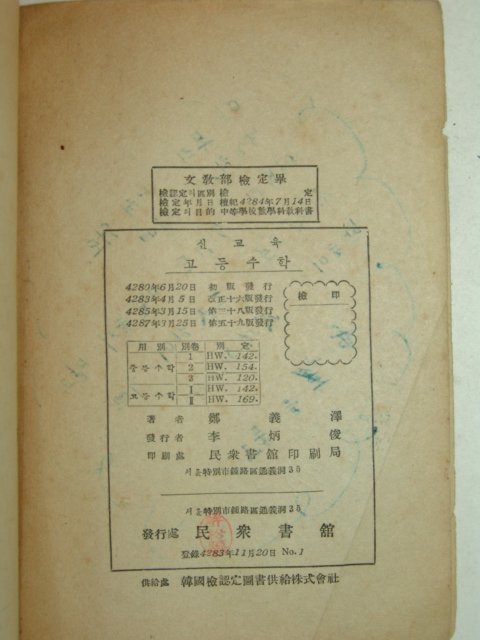 文敎部檢定畢
檢認定의區別 檢 定
檢定年月日 檀紀4284年7月14日
檢定의目的 中等學校數學科敎科書
신교육
고등수학
4280年6月20日 初版發行
4283年4月5日 改正十六版發行
4285年3月15日 第三十八版發行
4287年3月25日 第五十九版發行
檢 印
用別 別卷 別 定
중등수학 1 HW. 142.
2 HW. 154.
3 HW. 120.
고등수학 I HW. 142.
II HW. 169.
著者 鄭義澤
發行者 李炳俊
印刷處 民衆書館印刷局
서울特別市鍾路區通義洞35
서울特別市鍾路區通義洞35
發行處 民衆書館
登錄4283年11月20日 No.1
供給處 韓國檢認定圖書供給株式會社